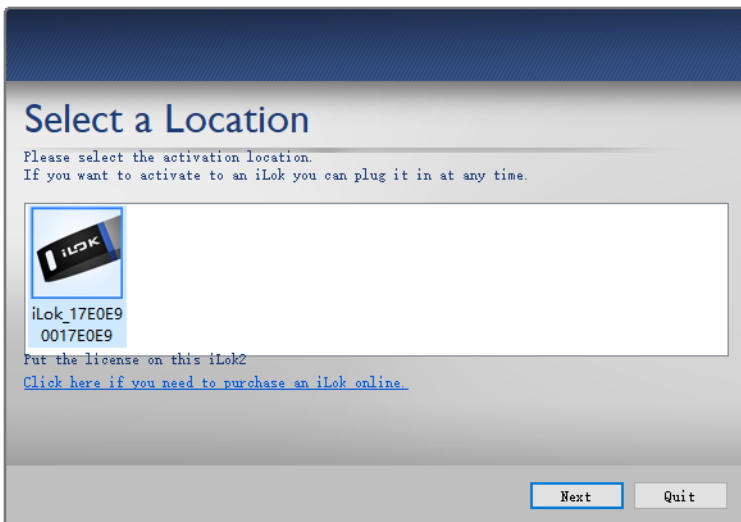 Select a Location
Please select the activation location.
If you want to activate to an iLok you can plug it in at any time.
iLOK
iLok_17E0E9
0017E0E9
Put the license on this iLok2
Click here if you need to purchase an iLok online.
Next
Quit